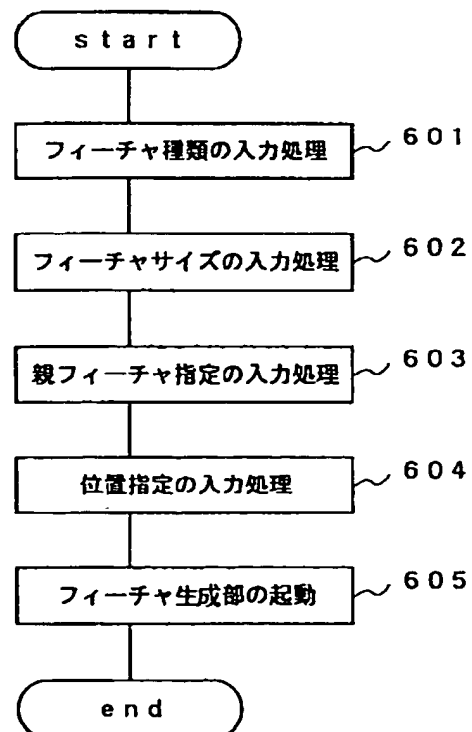 start
フィーチャ種類の入力処理 601
フィーチャサイズの入力処理 602
親フィーチャ指定の入力処理 603
位置指定の入力処理 604
フィーチャ生成部の起動 605
end